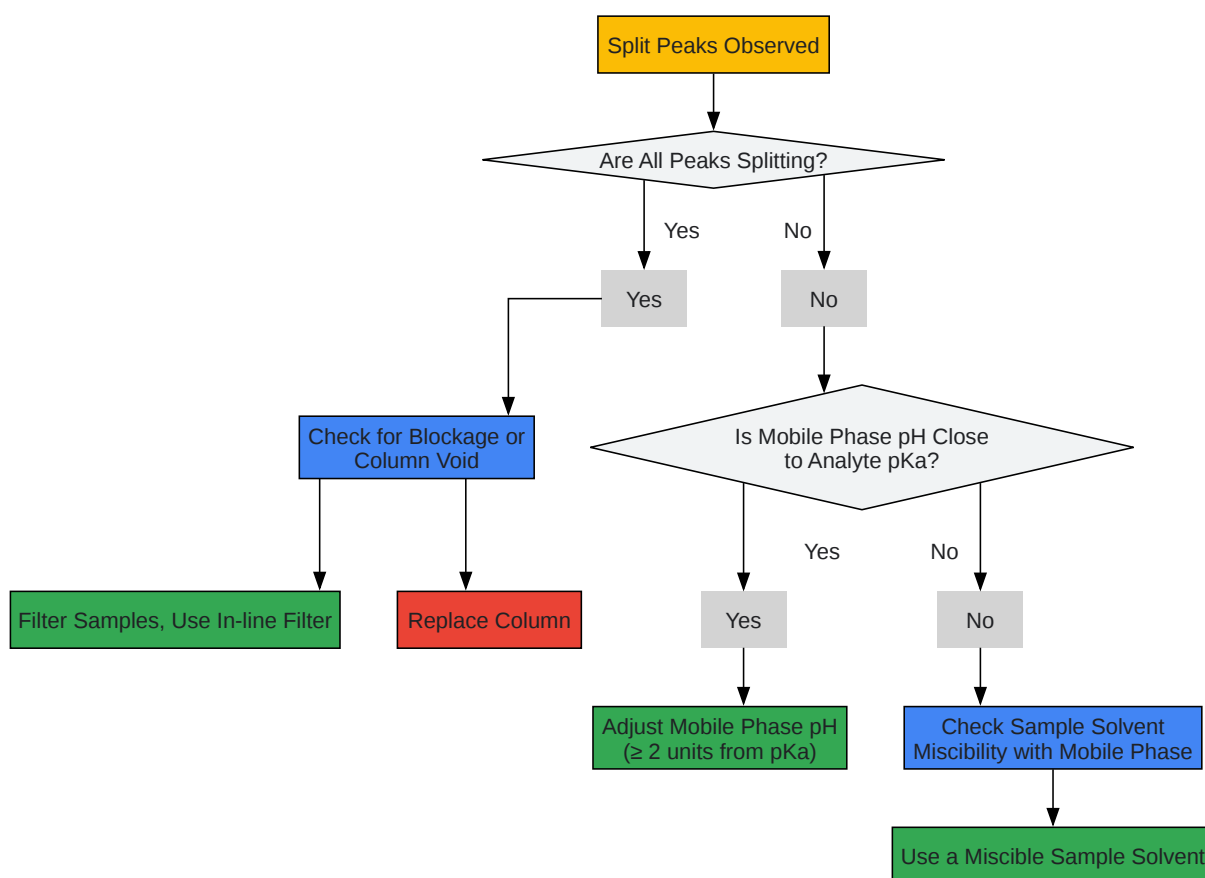 Split Peaks Observed
Are All Peaks Splitting?
Yes
No
Yes
No
Check for Blockage or
Column Void
Is Mobile Phase pH Close
to Analyte pKa?
Yes
No
Filter Samples, Use In-line Filter
Replace Column
Yes
No
Adjust Mobile Phase pH
(≥ 2 units from pKa)
Check Sample Solvent
Miscibility with Mobile Phase
Use a Miscible Sample Solvent